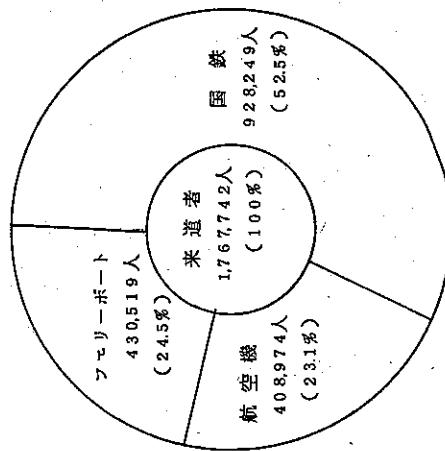 フェリーボート
430,519人
(24.5%)
国鉄
928,249人
(52.5%)
来道者
1,767,742人
(100%)
航空機
408,974人
(23.1%)